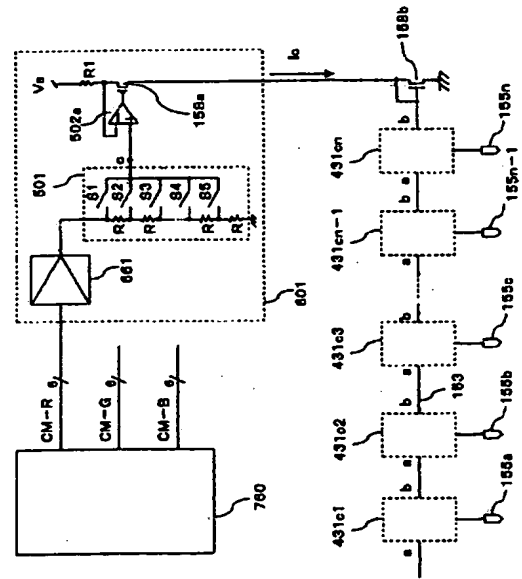 Vs
R1
502a
158a
501
c
S1
S2
S3
S4
S5
R
R
R
R
661
601
Ic
CM-R
6
CM-G
6
CM-B
6
760
158b
431c1
431c2
431c3
431cn-1
431cn
a
b
a
b
a
b
a
b
a
b
153
155a
155b
155c
155n-1
155n